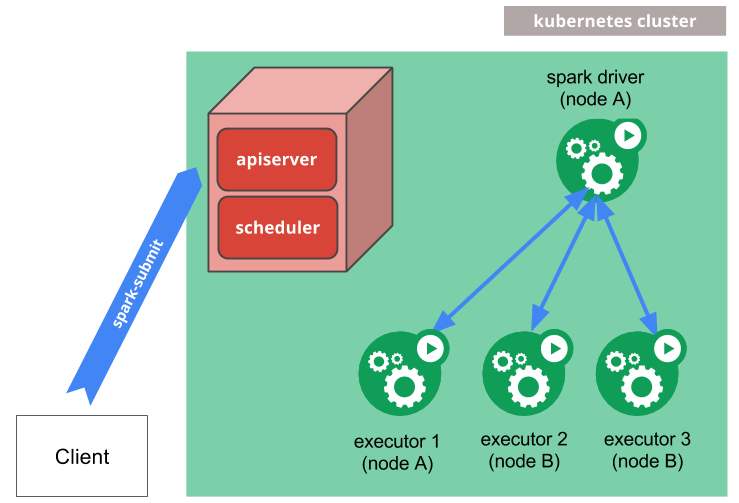 kubernetes cluster
spark driver
(node A)
apiserver
scheduler
spark-submit
Client
executor 1
(node A)
executor 2
(node B)
executor 3
(node B)